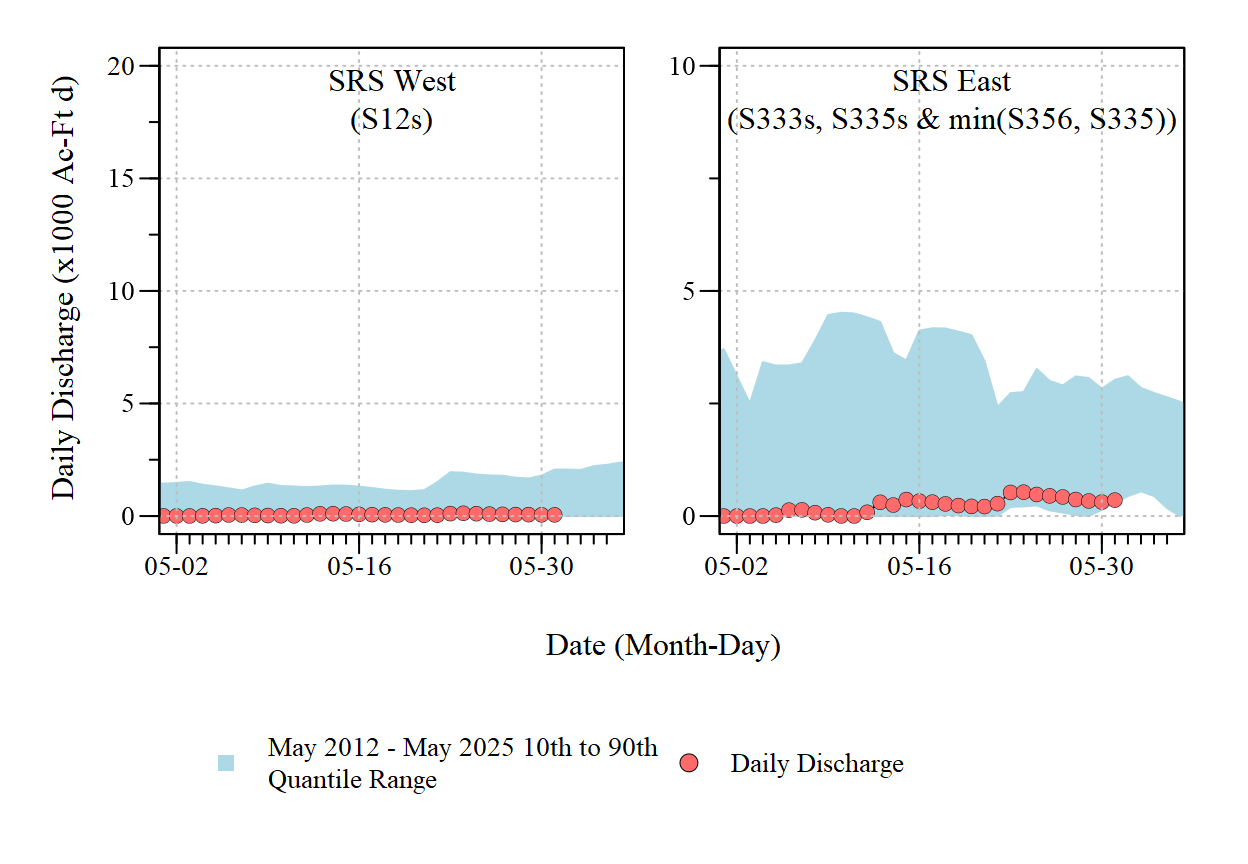 Daily Discharge (x1000 Ac-Ft d)
SRS West
(S12s)
20
15
10
5
0
05-02
05-16
05-30
SRS East
(S333s, S335s & min(S356, S335))
10
5
0
05-02
05-16
05-30
Date (Month-Day)
May 2012 - May 2025 10th to 90th
Quantile Range
Daily Discharge